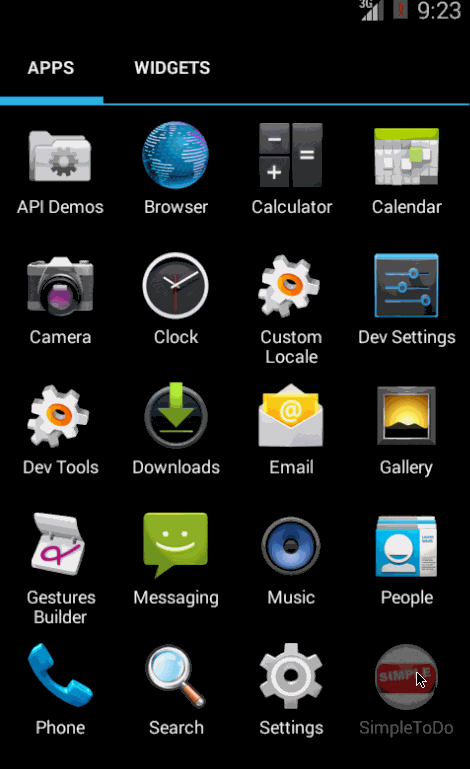 3G 9:23
APPS WIDGETS
API Demos Browser Calculator Calendar
Camera Clock Custom Locale Dev Settings
Dev Tools Downloads Email Gallery
Gestures Builder Messaging Music People
SIMPLE
Phone Search Settings SimpleToDo